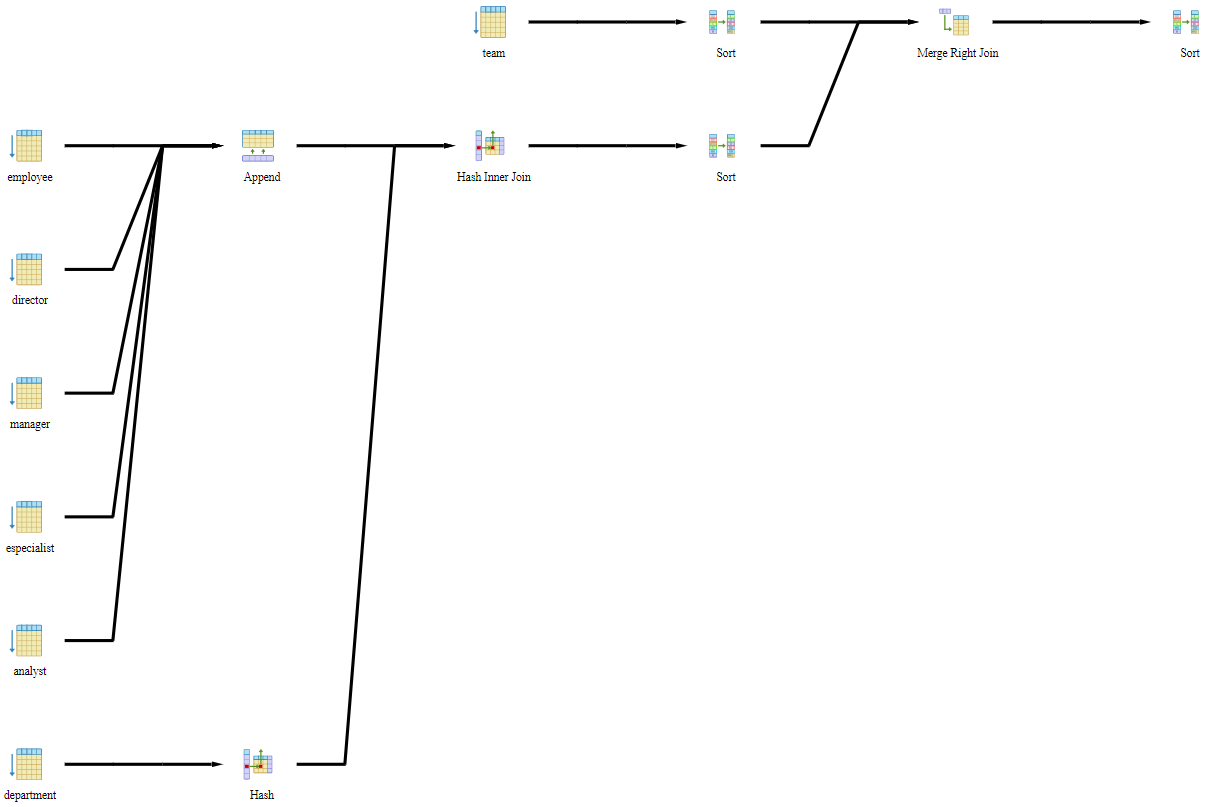 team
Sort
Merge Right Join
Sort
employee
Append
Hash Inner Join
Sort
director
manager
especialist
analyst
department
Hash